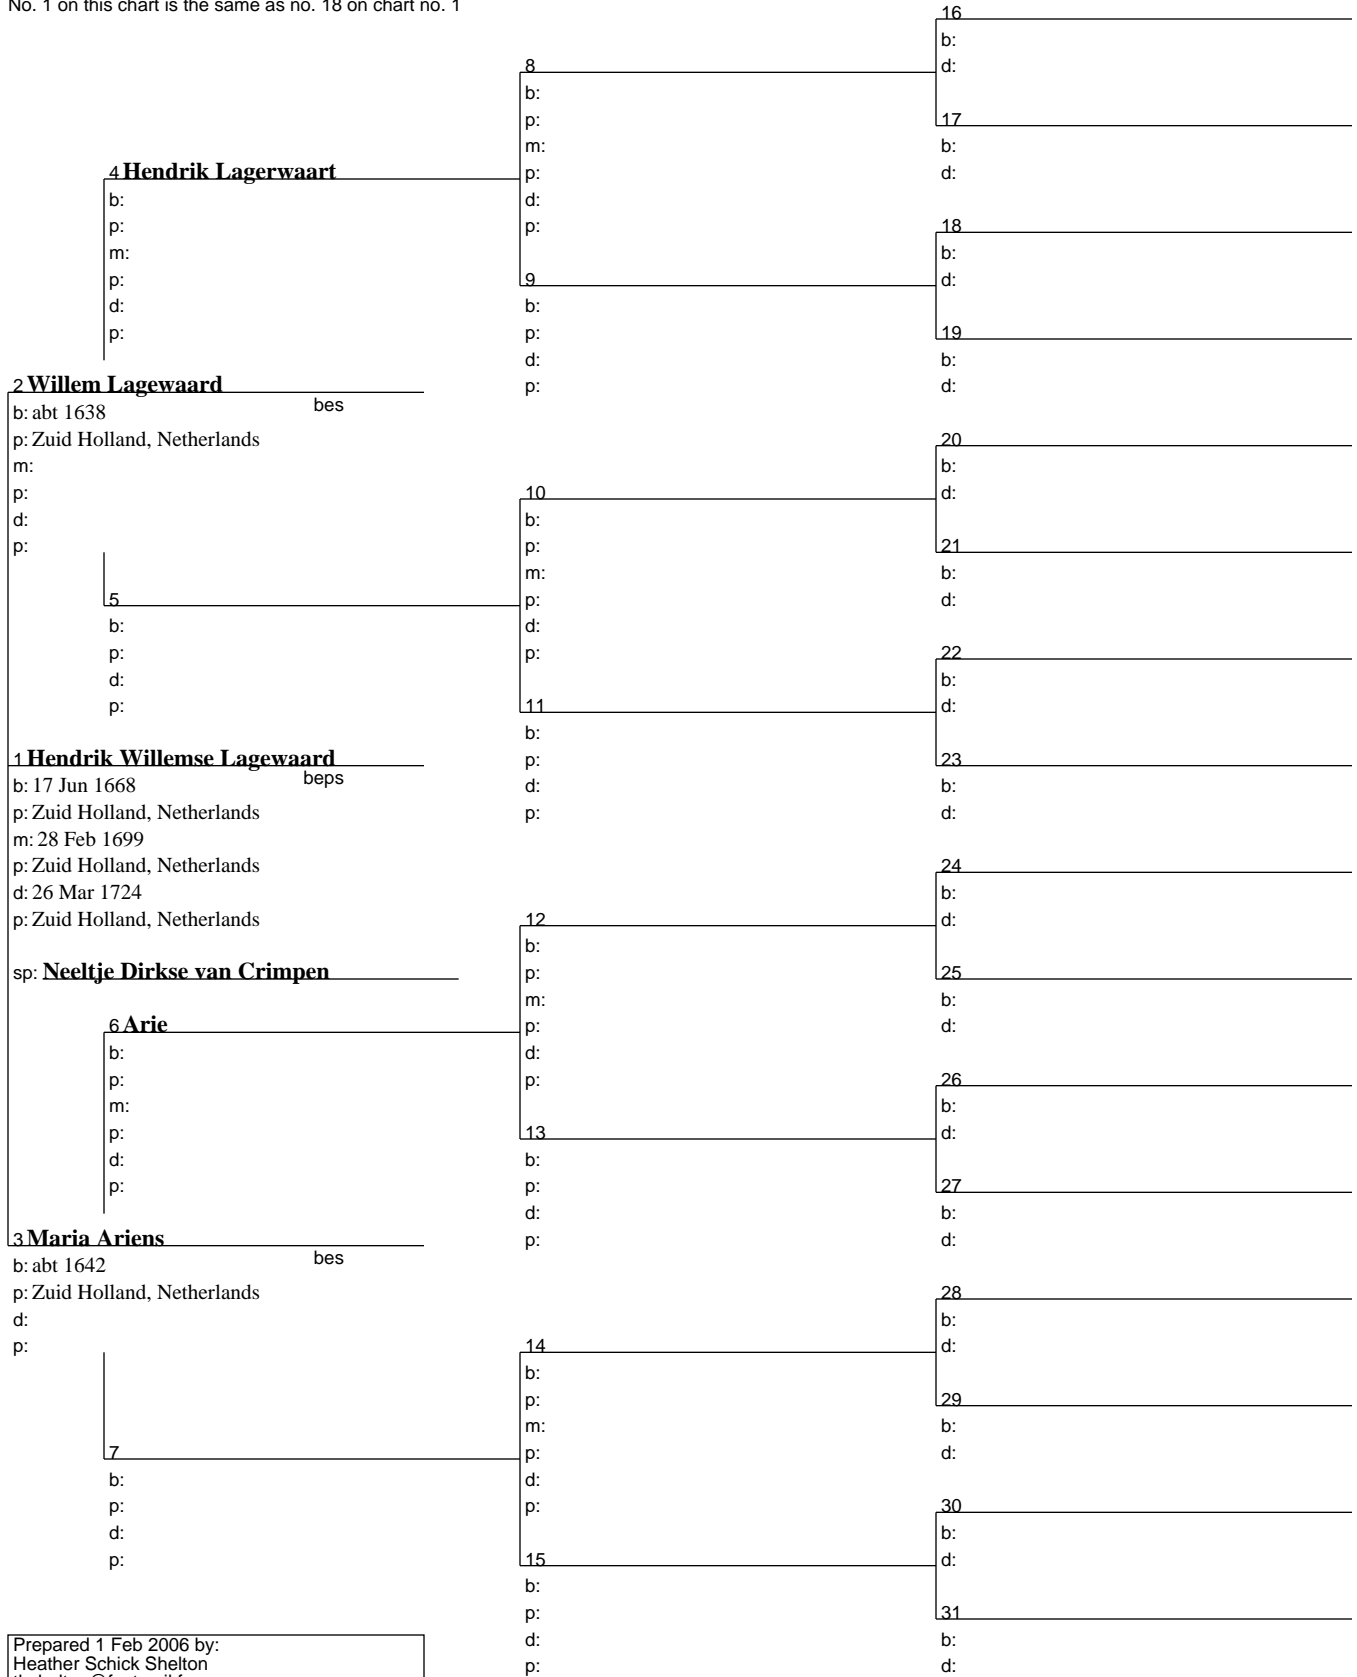 No. 1 on this chart is the same as no. 18 on chart no. 1
4 Hendrik Lagerwaart
b:
p:
m:
p:
d:
p:
2 Willem Lagewaard
bes
b: abt 1638
p: Zuid Holland, Netherlands
m:
p:
d:
p:
5
b:
p:
d:
p:
1 Hendrik Willemse Lagewaard
beps
b: 17 Jun 1668
p: Zuid Holland, Netherlands
m: 28 Feb 1699
p: Zuid Holland, Netherlands
d: 26 Mar 1724
p: Zuid Holland, Netherlands
sp: Neeltje Dirkse van Crimpen
6 Arie
b:
p:
m:
p:
d:
p:
3 Maria Ariens
bes
b: abt 1642
p: Zuid Holland, Netherlands
d:
p:
7
b:
p:
d:
p:
Prepared 1 Feb 2006 by:
Heather Schick Shelton
8
b:
p:
m:
p:
d:
p:
9
b:
p:
d:
p:
10
b:
p:
m:
p:
d:
p:
11
b:
p:
d:
p:
12
b:
p:
m:
p:
d:
p:
13
b:
p:
d:
p:
14
b:
p:
m:
p:
d:
p:
15
b:
p:
d:
p:
16
b:
d:
17
b:
d:
18
b:
d:
19
b:
d:
20
b:
d:
21
b:
d:
22
b:
d:
23
b:
d:
24
b:
d:
25
b:
d:
26
b:
d:
27
b:
d:
28
b:
d:
29
b:
d:
30
b:
d:
31
b:
d: